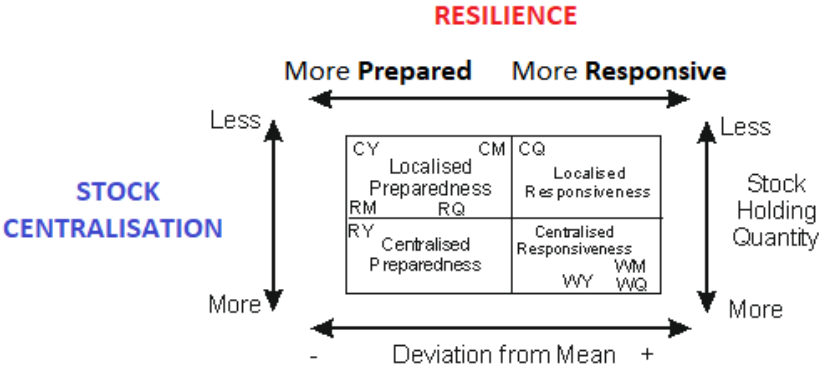 RESILIENCE
More Prepared More Responsive
Less
Less
CY CM CQ
Localised Preparedness
Localised Responsiveness
RM RQ
STOCK CENTRALISATION
Stock Holding Quantity
RY
Centralised Preparedness
Centralised Responsiveness
WM
WY WQ
More
More
- Deviation from Mean +